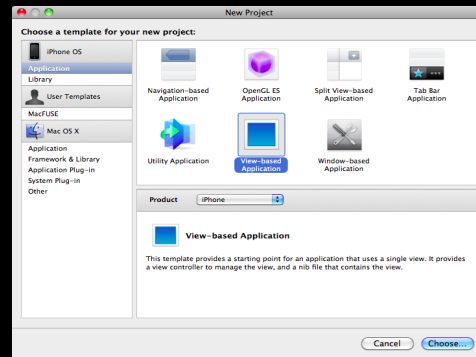 New Project
Choose a template for your new project:
iPhone OS
Application
Library
User Templates
MacFUSE
Mac OS X
Application
Framework & Library
Application Plug-in
System Plug-in
Other
Navigation-based
Application
OpenGL ES
Application
Split View-based
Application
Tab Bar
Application
Utility Application
View-based
Application
Window-based
Application
Product
iPhone
View-based Application
This template provides a starting point for an application that uses a single view. It provides
a view controller to manage the view, and a nib file that contains the view.
Cancel
Choose...